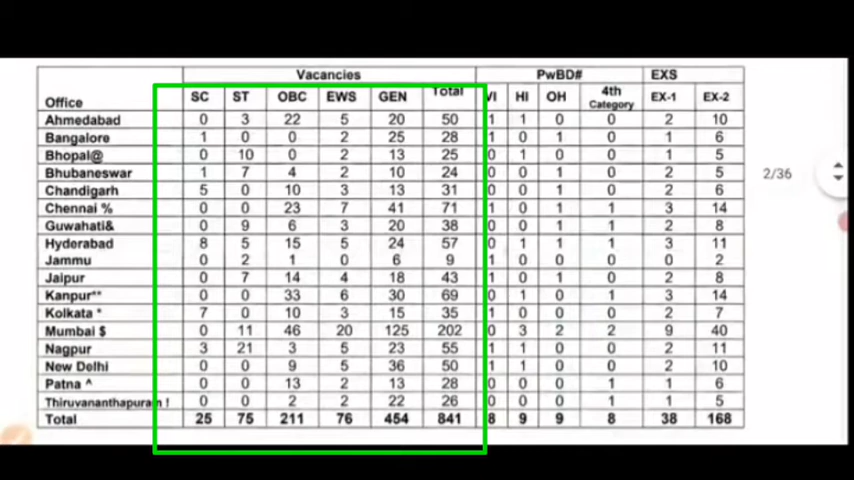 Vacancies PwBD# EXS
Office SC ST OBC EWS GEN Total VI HI OH 4th Category EX-1 EX-2
Ahmedabad 0 3 22 5 20 50 1 1 0 0 2 10
Bangalore 1 0 0 2 25 28 1 0 1 0 1 6
Bhopal@ 0 10 0 2 13 25 0 1 0 0 1 5
Bhubaneswar 1 7 4 2 10 24 0 0 1 0 2 5
Chandigarh 5 0 10 3 13 31 0 0 1 0 2 6
Chennai % 0 0 23 7 41 71 1 0 1 1 3 14
Guwahati& 0 9 6 3 20 38 0 0 1 1 2 8
Hyderabad 8 5 15 5 24 57 0 1 1 1 3 11
Jammu 0 2 1 0 6 9 1 0 0 0 0 2
Jaipur 0 7 14 4 18 43 1 0 1 0 2 8
Kanpur** 0 0 33 6 30 69 0 1 0 1 3 14
Kolkata * 7 0 10 3 15 35 1 0 0 0 2 7
Mumbai $ 0 11 46 20 125 202 0 3 2 2 9 40
Nagpur 3 21 3 5 23 55 1 1 0 0 2 11
New Delhi 0 0 9 5 36 50 1 1 0 0 2 10
Patna ^ 0 0 13 2 13 28 0 0 0 1 1 6
Thiruvananthapuram ! 0 0 2 2 22 26 0 0 0 1 1 5
Total 25 75 211 76 454 841 8 9 9 8 38 168
2/36